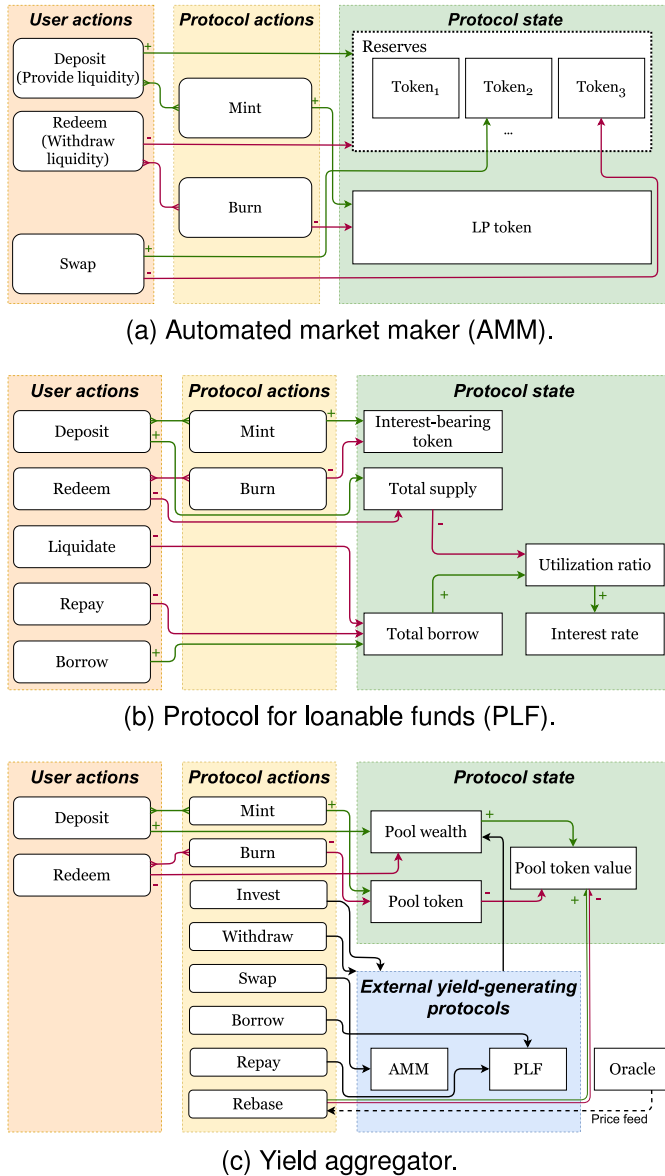 User actions
Protocol actions
Protocol state
Deposit
(Provide liquidity)
+
Reserves
Token1
Token2
Token3
...
Mint
+
Redeem
(Withdraw
liquidity)
-
Burn
-
LP token
Swap
+
-
(a) Automated market maker (AMM).
User actions
Protocol actions
Protocol state
Deposit
+
Mint
+
Interest-bearing
token
Redeem
-
Burn
-
Total supply
-
Liquidate
-
Utilization ratio
+
Repay
-
+
Total borrow
Interest rate
Borrow
+
(b) Protocol for loanable funds (PLF).
User actions
Protocol actions
Protocol state
Deposit
+
Mint
+
Pool wealth
+
Burn
-
Pool token value
+
-
Redeem
-
Invest
Pool token
-
Withdraw
Swap
External yield-generating
protocols
Borrow
Repay
AMM
PLF
Oracle
Rebase
Price feed
(c) Yield aggregator.